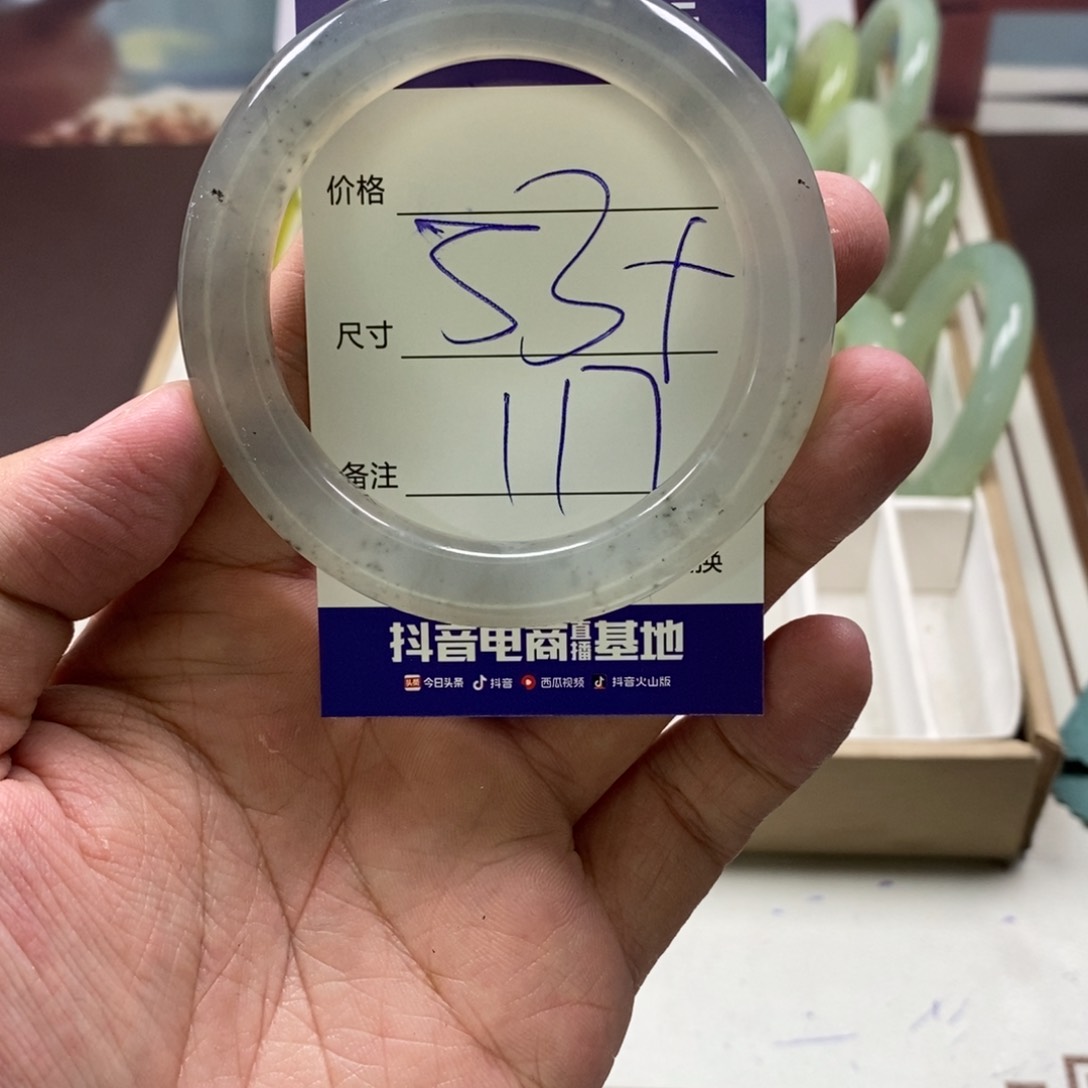 价格
53+
尺寸
117
备注
换
抖音电商直播基地
今日头条 抖音 西瓜视频 抖音火山版